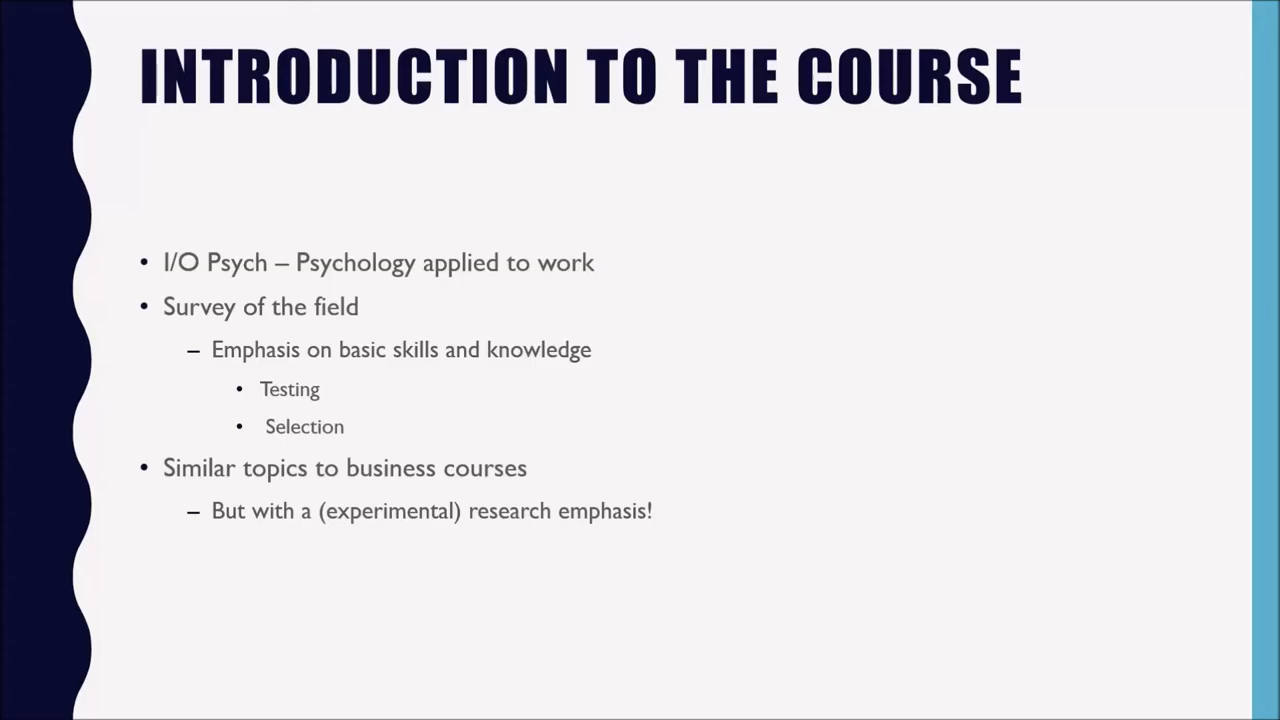 INTRODUCTION TO THE COURSE
• I/O Psych – Psychology applied to work
• Survey of the field
– Emphasis on basic skills and knowledge
• Testing
• Selection
• Similar topics to business courses
– But with a (experimental) research emphasis!